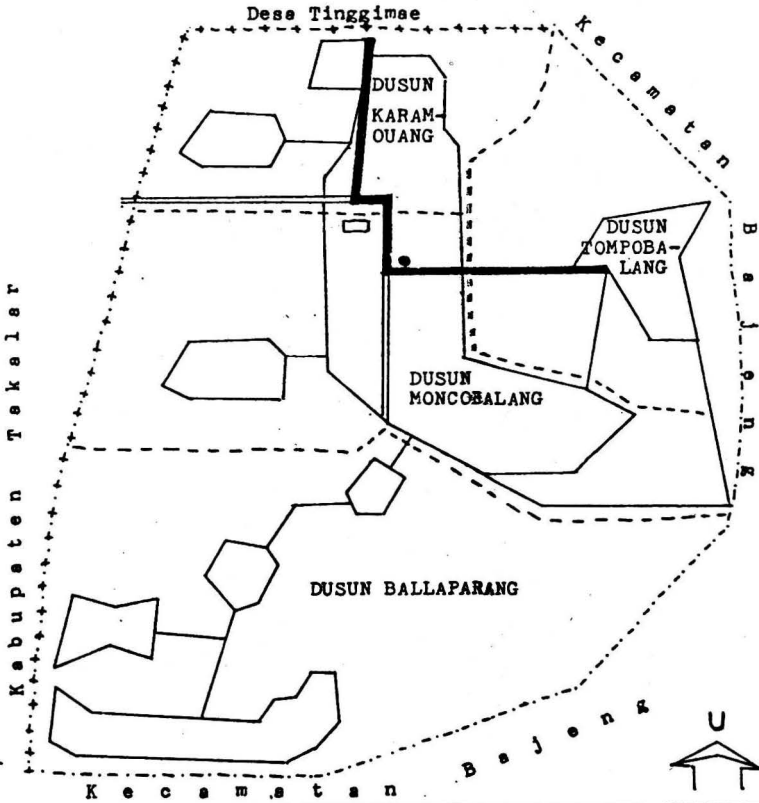 Desa Tinggimae
Kecamatan
Bajeng
DUSUN
KARAM-
OUANG
DUSUN
TOMPOBA-
LANG
Kabupaten Takalar
DUSUN
MONCOBALANG
DUSUN BALLAPARANG
Kecamatan Bajeng
U